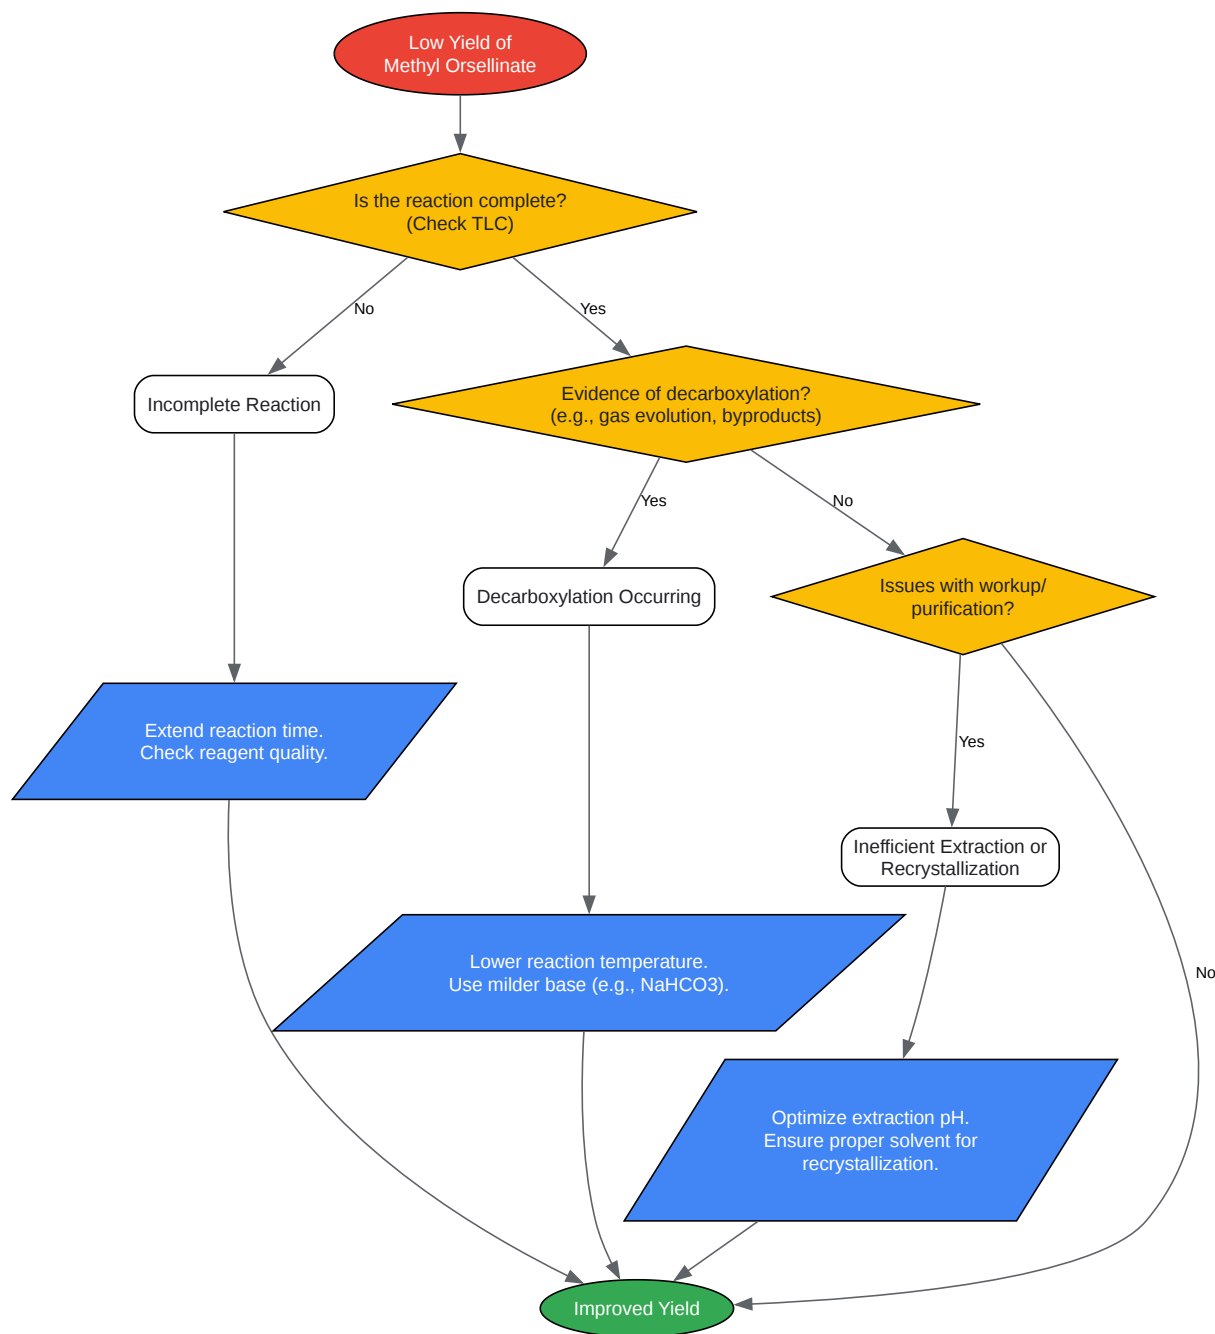 Low Yield of
Methyl Orsellinate
Is the reaction complete?
(Check TLC)
No
Yes
Incomplete Reaction
Evidence of decarboxylation?
(e.g., gas evolution, byproducts)
Yes
No
Decarboxylation Occurring
Issues with workup/
purification?
Extend reaction time.
Check reagent quality.
Yes
Inefficient Extraction or
Recrystallization
Lower reaction temperature.
Use milder base (e.g., NaHCO3).
No
Optimize extraction pH.
Ensure proper solvent for
recrystallization.
Improved Yield